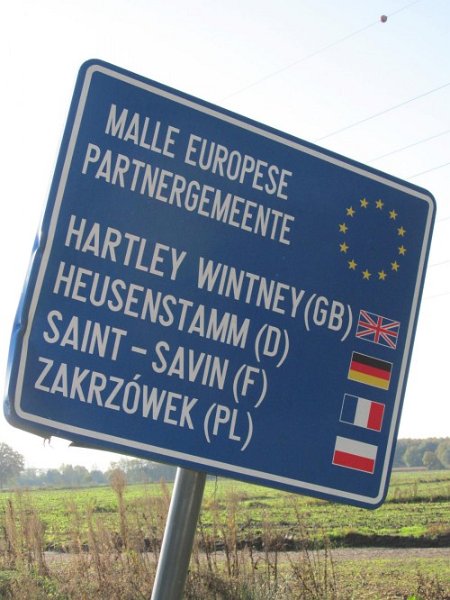 MALLE EUROPESE
PARTNERGEMEENTE
HARTLEY WINTNEY (GB)
HEUSENSTAMM (D)
SAINT-SAVIN (F)
ZAKRZÓWEK (PL)